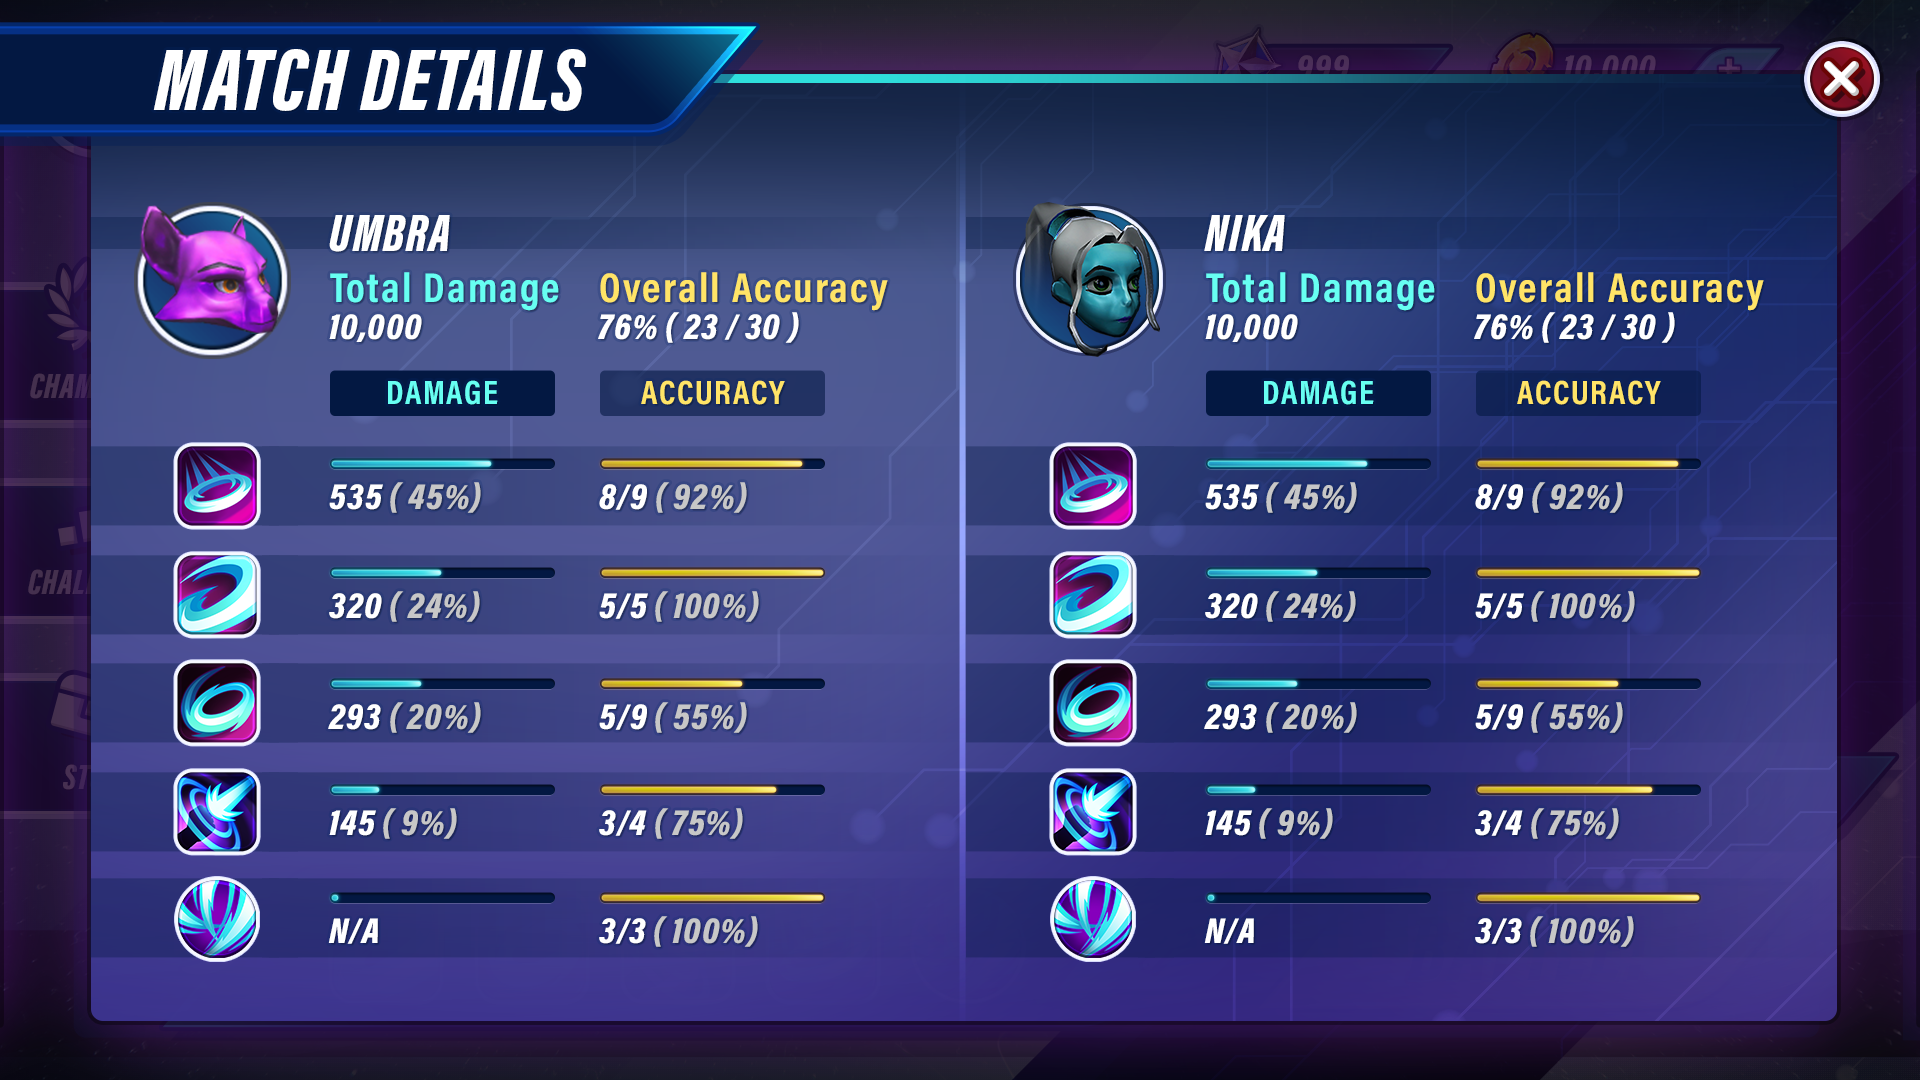 MATCH DETAILS
999
10,000
UMBRA
Total Damage
Overall Accuracy
10,000
76% ( 23 / 30 )
DAMAGE
ACCURACY
535 ( 45%)
8/9 ( 92%)
320 ( 24%)
5/5 ( 100%)
293 ( 20%)
5/9 ( 55%)
145 ( 9%)
3/4 ( 75%)
N/A
3/3 ( 100%)
NIKA
Total Damage
Overall Accuracy
10,000
76% ( 23 / 30 )
DAMAGE
ACCURACY
535 ( 45%)
8/9 ( 92%)
320 ( 24%)
5/5 ( 100%)
293 ( 20%)
5/9 ( 55%)
145 ( 9%)
3/4 ( 75%)
N/A
3/3 ( 100%)